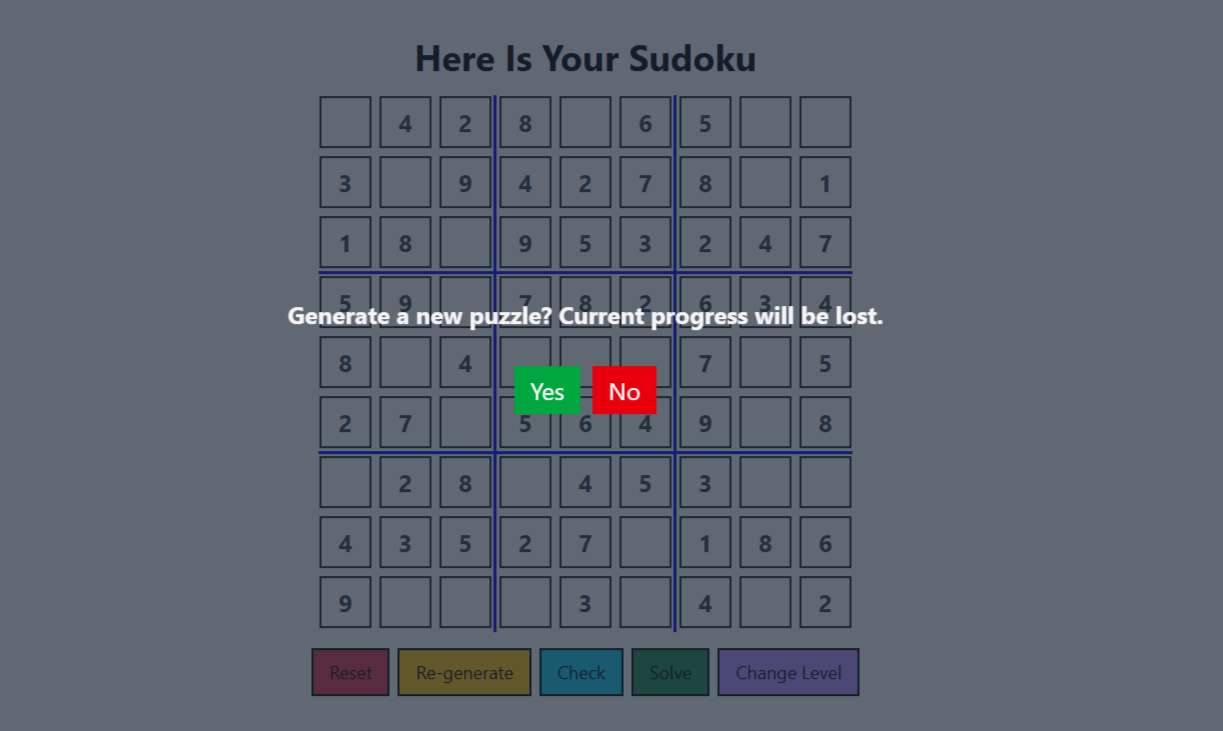 Here Is Your Sudoku
4 2 8 6 5
3 9 4 2 7 8 1
1 8 9 5 3 2 4 7
5 9 7 8 2 6 3 4
Generate a new puzzle? Current progress will be lost.
8 4 7 5
Yes No
2 7 5 6 4 9 8
2 8 4 5 3
4 3 5 2 7 1 8 6
9 3 4 2
Reset Re-generate Check Solve Change Level